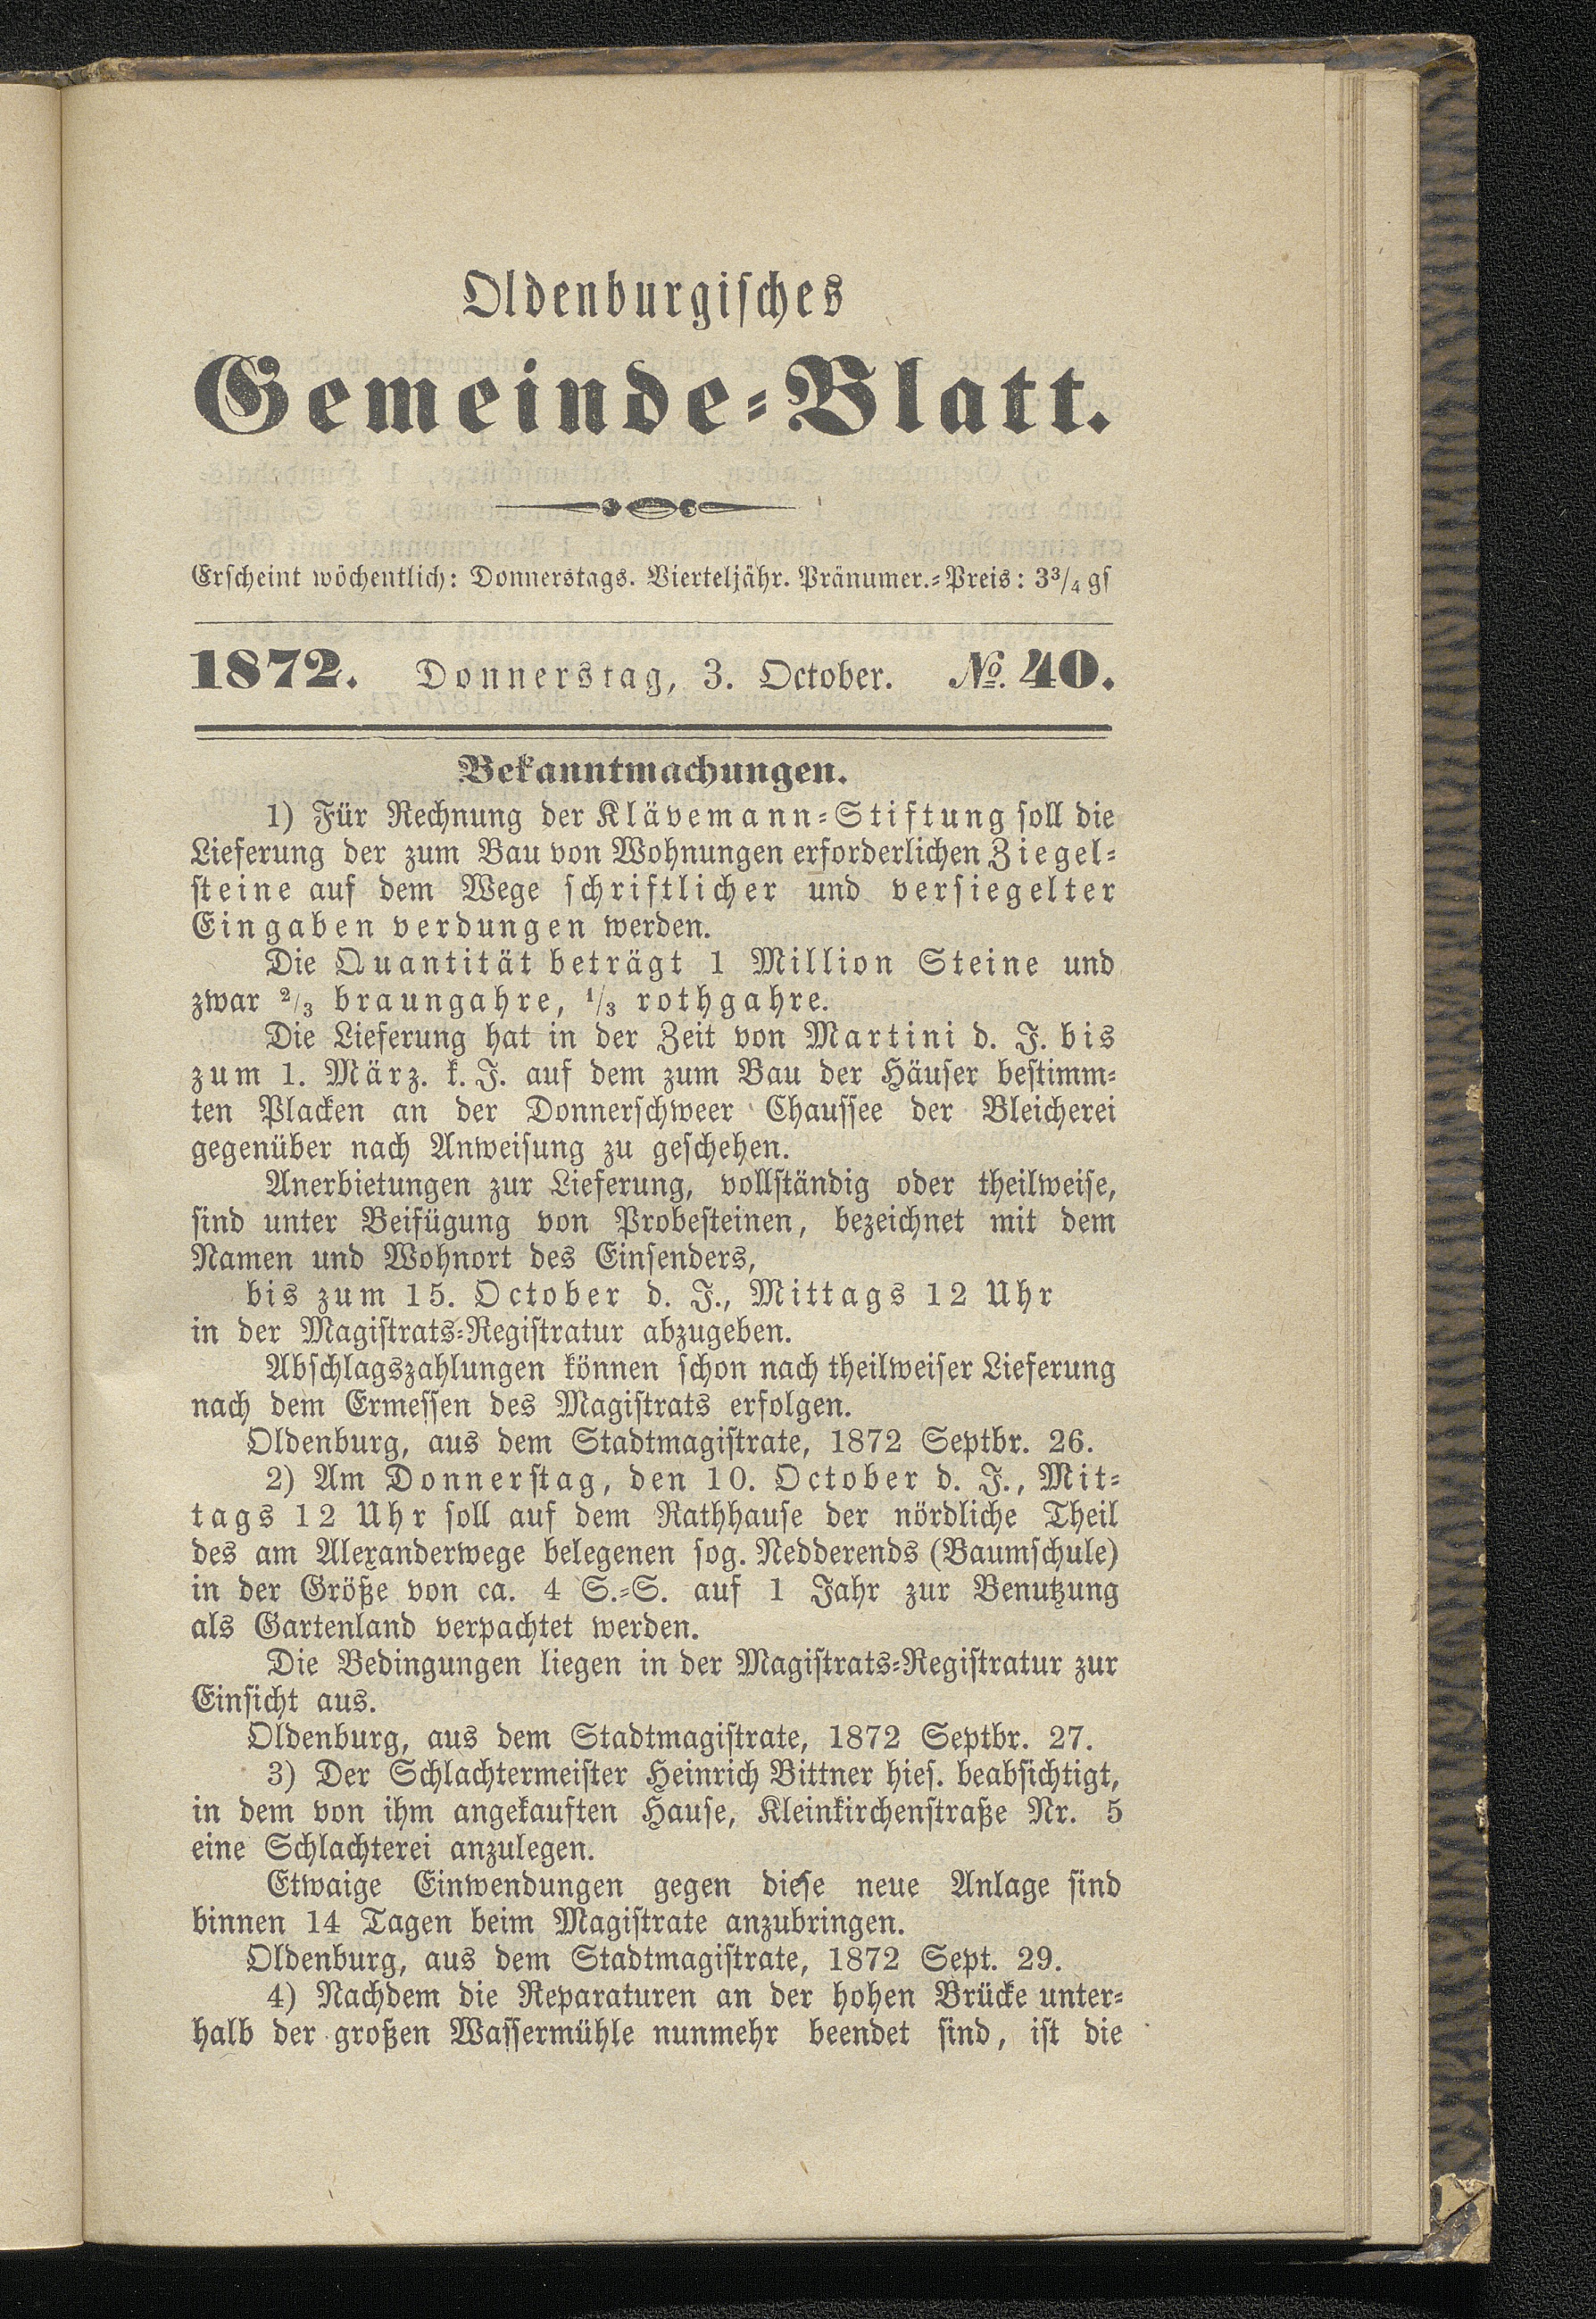 Oldenburgisches
Gemeinde-Blatt.
Erscheint wöchentlich: Donnerstags. Vierteljähr. Pränumer.-Preis: 3³/₄ gs
1872. Donnerstag, 3. October. №. 40.
Bekanntmachungen.
1) Für Rechnung der Klävemann-Stiftung soll die
Lieferung der zum Bau von Wohnungen erforderlichen Ziegel-
steine auf dem Wege schriftlicher und versiegelter
Eingaben verdungen werden.
Die Quantität beträgt 1 Million Steine und
zwar ²/₃ braungahre, ¹/₃ rothgahre.
Die Lieferung hat in der Zeit von Martini d. J. bis
zum 1. März. k. J. auf dem zum Bau der Häuser bestimm-
ten Placken an der Donnerschweer Chaussee der Bleicherei
gegenüber nach Anweisung zu geschehen.
Anerbietungen zur Lieferung, vollständig oder theilweise,
sind unter Beifügung von Probesteinen, bezeichnet mit dem
Namen und Wohnort des Einsenders,
bis zum 15. October d. J., Mittags 12 Uhr
in der Magistrats-Registratur abzugeben.
Abschlagszahlungen können schon nach theilweiser Lieferung
nach dem Ermessen des Magistrats erfolgen.
Oldenburg, aus dem Stadtmagistrate, 1872 Septbr. 26.
2) Am Donnerstag, den 10. October d. J., Mit-
tags 12 Uhr soll auf dem Rathhause der nördliche Theil
des am Alexanderwege belegenen sog. Nedderends (Baumschule)
in der Größe von ca. 4 S.-S. auf 1 Jahr zur Benutzung
als Gartenland verpachtet werden.
Die Bedingungen liegen in der Magistrats-Registratur zur
Einsicht aus.
Oldenburg, aus dem Stadtmagistrate, 1872 Septbr. 27.
3) Der Schlachtermeister Heinrich Bittner hies. beabsichtigt,
in dem von ihm angekauften Hause, Kleinkirchenstraße Nr. 5
eine Schlachterei anzulegen.
Etwaige Einwendungen gegen diese neue Anlage sind
binnen 14 Tagen beim Magistrate anzubringen.
Oldenburg, aus dem Stadtmagistrate, 1872 Sept. 29.
4) Nachdem die Reparaturen an der hohen Brücke unter-
halb der großen Wassermühle nunmehr beendet sind, ist die